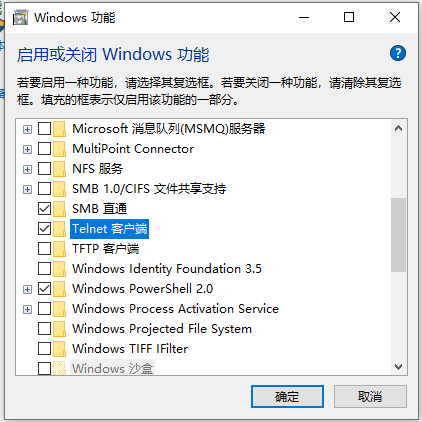 Windows 功能
启用或关闭 Windows 功能
?
若要启用一种功能，请选择其复选框。若要关闭一种功能，请清除其复选
框。填充的框表示仅启用该功能的一部分。
Microsoft 消息队列(MSMQ)服务器
MultiPoint Connector
NFS 服务
SMB 1.0/CIFS 文件共享支持
SMB 直通
Telnet 客户端
TFTP 客户端
Windows Identity Foundation 3.5
Windows PowerShell 2.0
Windows Process Activation Service
Windows Projected File System
Windows TIFF IFilter
Windows 沙盒
确定
取消